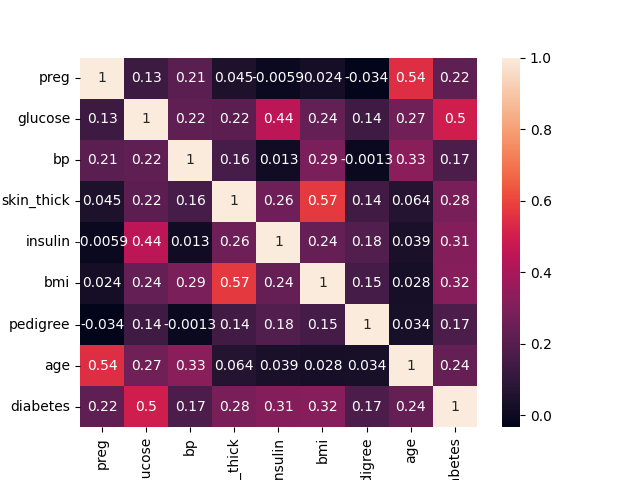 preg 1 0.13 0.21 0.045 -0.0059 0.024 -0.034 0.54 0.22
glucose 0.13 1 0.22 0.22 0.44 0.24 0.14 0.27 0.5
bp 0.21 0.22 1 0.16 0.013 0.29 -0.0013 0.33 0.17
skin_thick 0.045 0.22 0.16 1 0.26 0.57 0.14 0.064 0.28
insulin -0.0059 0.44 0.013 0.26 1 0.24 0.18 0.039 0.31
bmi 0.024 0.24 0.29 0.57 0.24 1 0.15 0.028 0.32
pedigree -0.034 0.14 -0.0013 0.14 0.18 0.15 1 0.034 0.17
age 0.54 0.27 0.33 0.064 0.039 0.028 0.034 1 0.24
diabetes 0.22 0.5 0.17 0.28 0.31 0.32 0.17 0.24 1
preg
ucose
bp
_thick
nsulin
bmi
digree
age
abetes
1.0
0.8
0.6
0.4
0.2
0.0